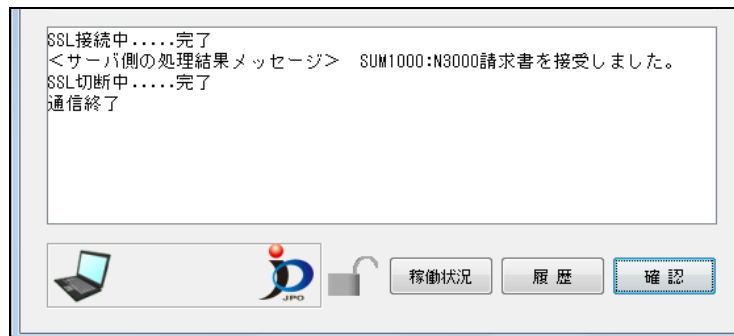 SSL接続中.....完了
＜サーバ側の処理結果メッセージ＞　SUM1000:N3000請求書を接受しました。
SSL切断中.....完了
通信終了
JPO
稼働状況
履 歴
確 認